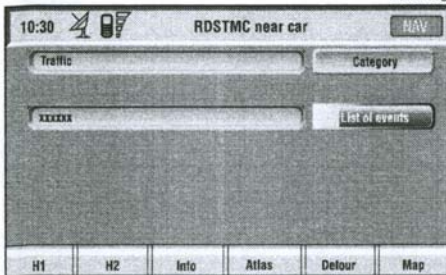 10:30 RDSTMC near car NAV
Traffic Category
xxxxxx List of events
H1 H2 Info Atlas Detour Map